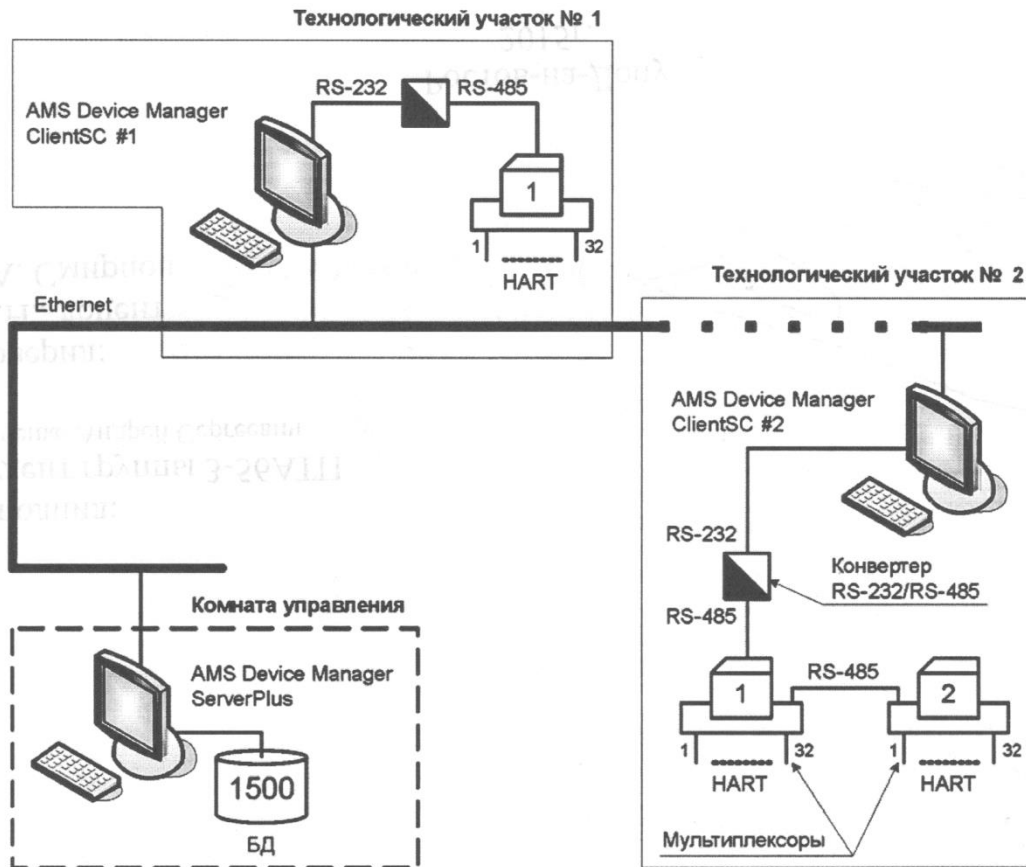 Технологический участок № 1
AMS Device Manager
ClientSC #1
RS-232
RS-485
1
1
32
HART
Ethernet
Технологический участок № 2
AMS Device Manager
ClientSC #2
RS-232
Конвертер
RS-232/RS-485
RS-485
1
RS-485
2
1
32
1
32
HART
HART
Мультиплексоры
Комната управления
AMS Device Manager
ServerPlus
1500
БД